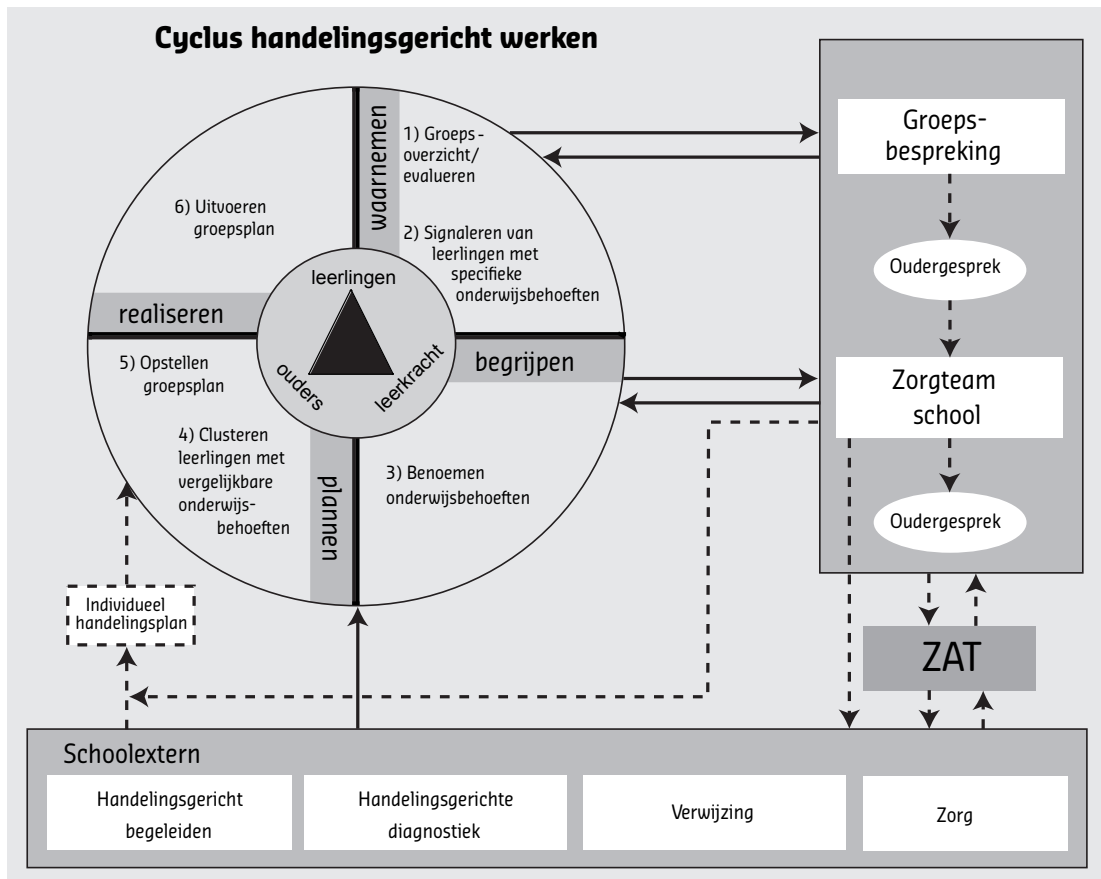 Cyclus handelingsgericht werken
waarnemen
1) Groeps-
overzicht/
evalueren
2) Signaleren van
leerlingen met
specifieke
onderwijsbehoeften
begrijpen
3) Benoemen
onderwijsbehoeften
plannen
4) Clusteren
leerlingen met
vergelijkbare
onderwijs-
behoeften
5) Opstellen
groepsplan
realiseren
6) Uitvoeren
groepsplan
leerlingen
ouders
leerkracht
Groeps-
bespreking
Oudergesprek
Zorgteam
school
Oudergesprek
ZAT
Individueel
handelingsplan
Schoolextern
Handelingsgericht
begeleiden
Handelingsgerichte
diagnostiek
Verwijzing
Zorg